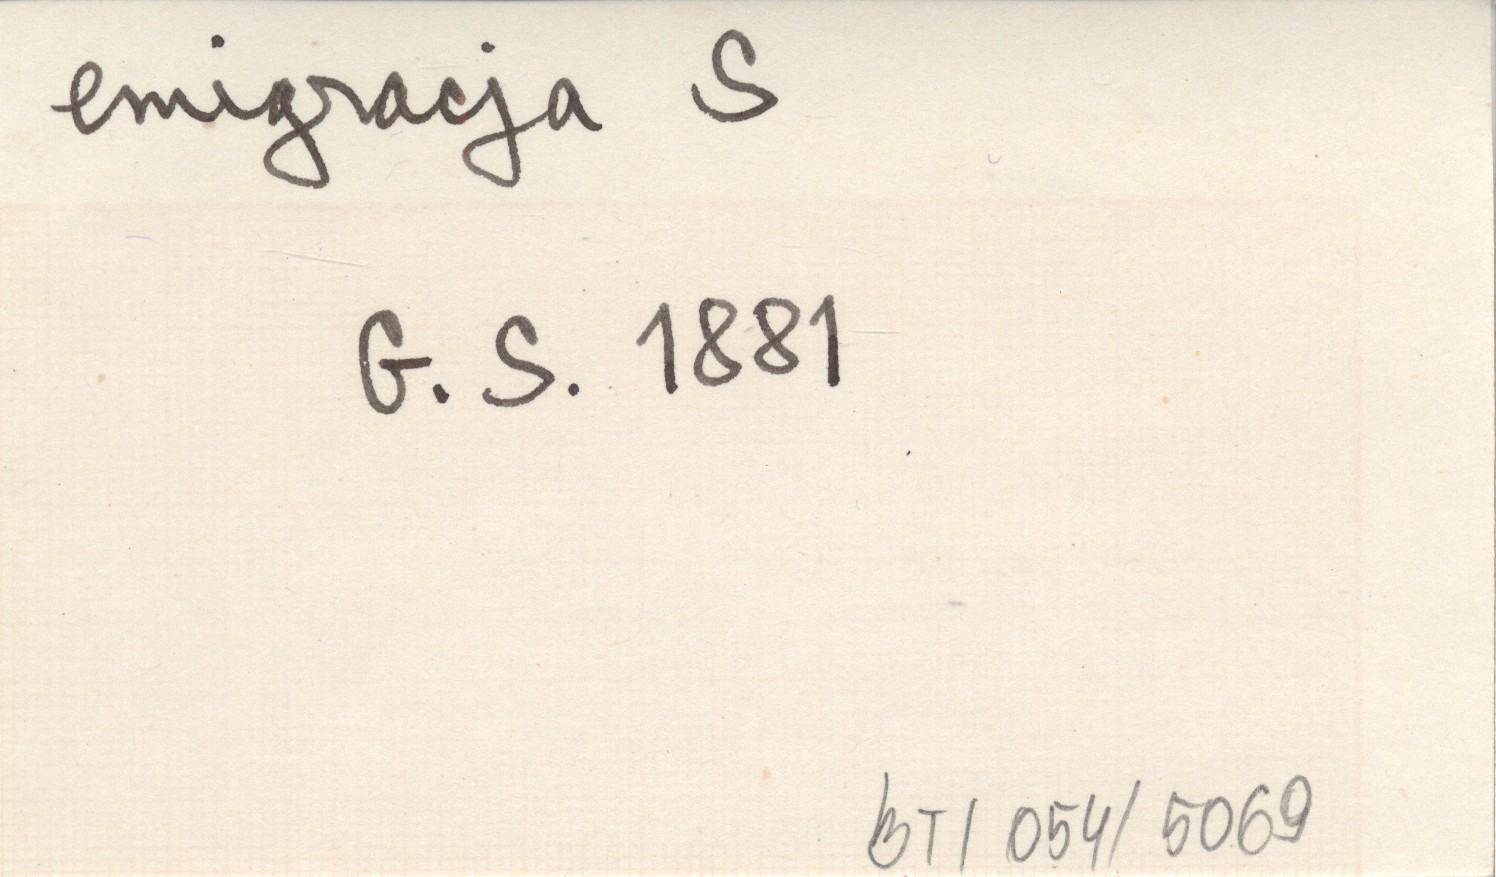 emigracja S
G. S. 1881
BT/ 054/ 5069